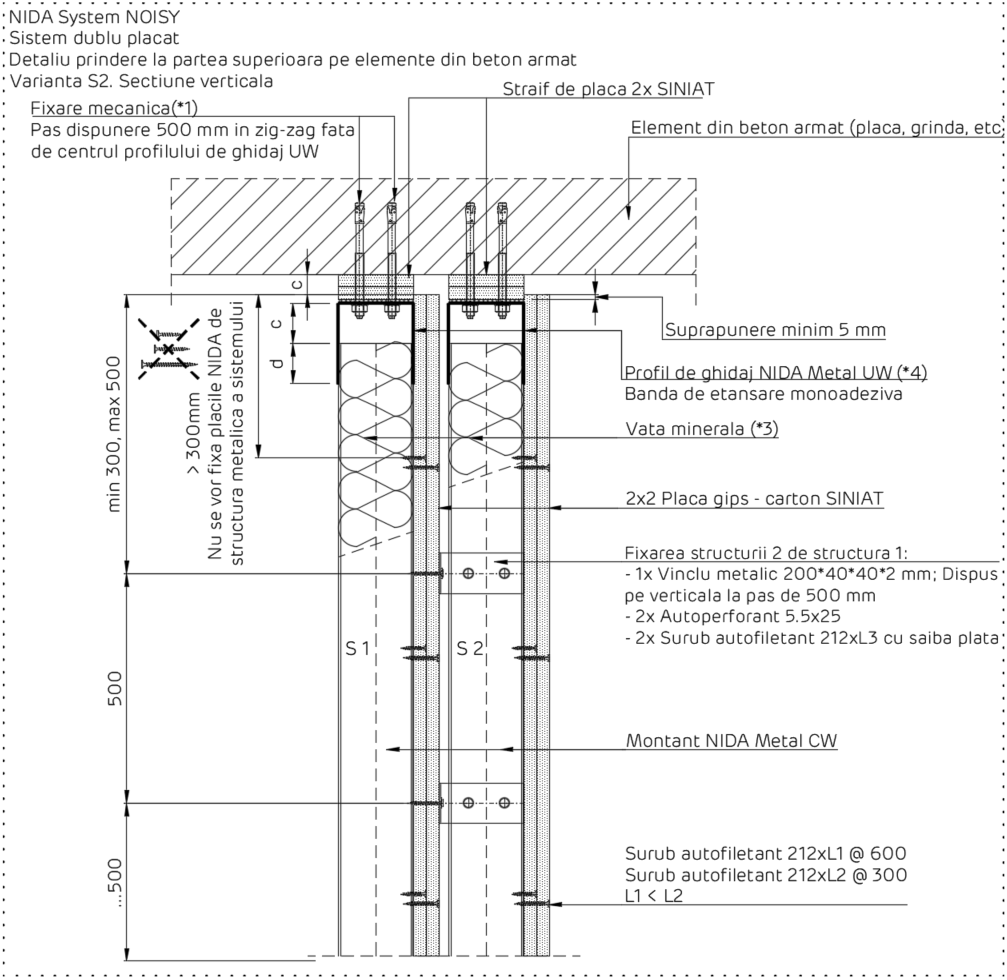 NIDA System NOISY
Sistem dublu placat
Detaliu prindere la partea superioara pe elemente din beton armat
Varianta S2. Sectiune verticala
Straif de placa 2x SINIAT
Fixare mecanica(*1)
Pas dispunere 500 mm in zig-zag fata
de centrul profilului de ghidaj UW
Element din beton armat (placa, grinda, etc
c
c
d
Suprapunere minim 5 mm
> 300mm
Nu se vor fixa placile NIDA de
structura metalica a sistemului
min 300, max 500
Profil de ghidaj NIDA Metal UW (*4)
Banda de etansare monoadeziva
Vata minerala (*3)
2x2 Placa gips - carton SINIAT
Fixarea structurii 2 de structura 1:
- 1x Vinclu metalic 200*40*40*2 mm; Dispus
pe verticala la pas de 500 mm
- 2x Autoperforant 5.5x25
- 2x Surub autofiletant 212xL3 cu saiba plata
S1
S2
500
Montant NIDA Metal CW
...500
Surub autofiletant 212xL1 @ 600
Surub autofiletant 212xL2 @ 300
L1 < L2